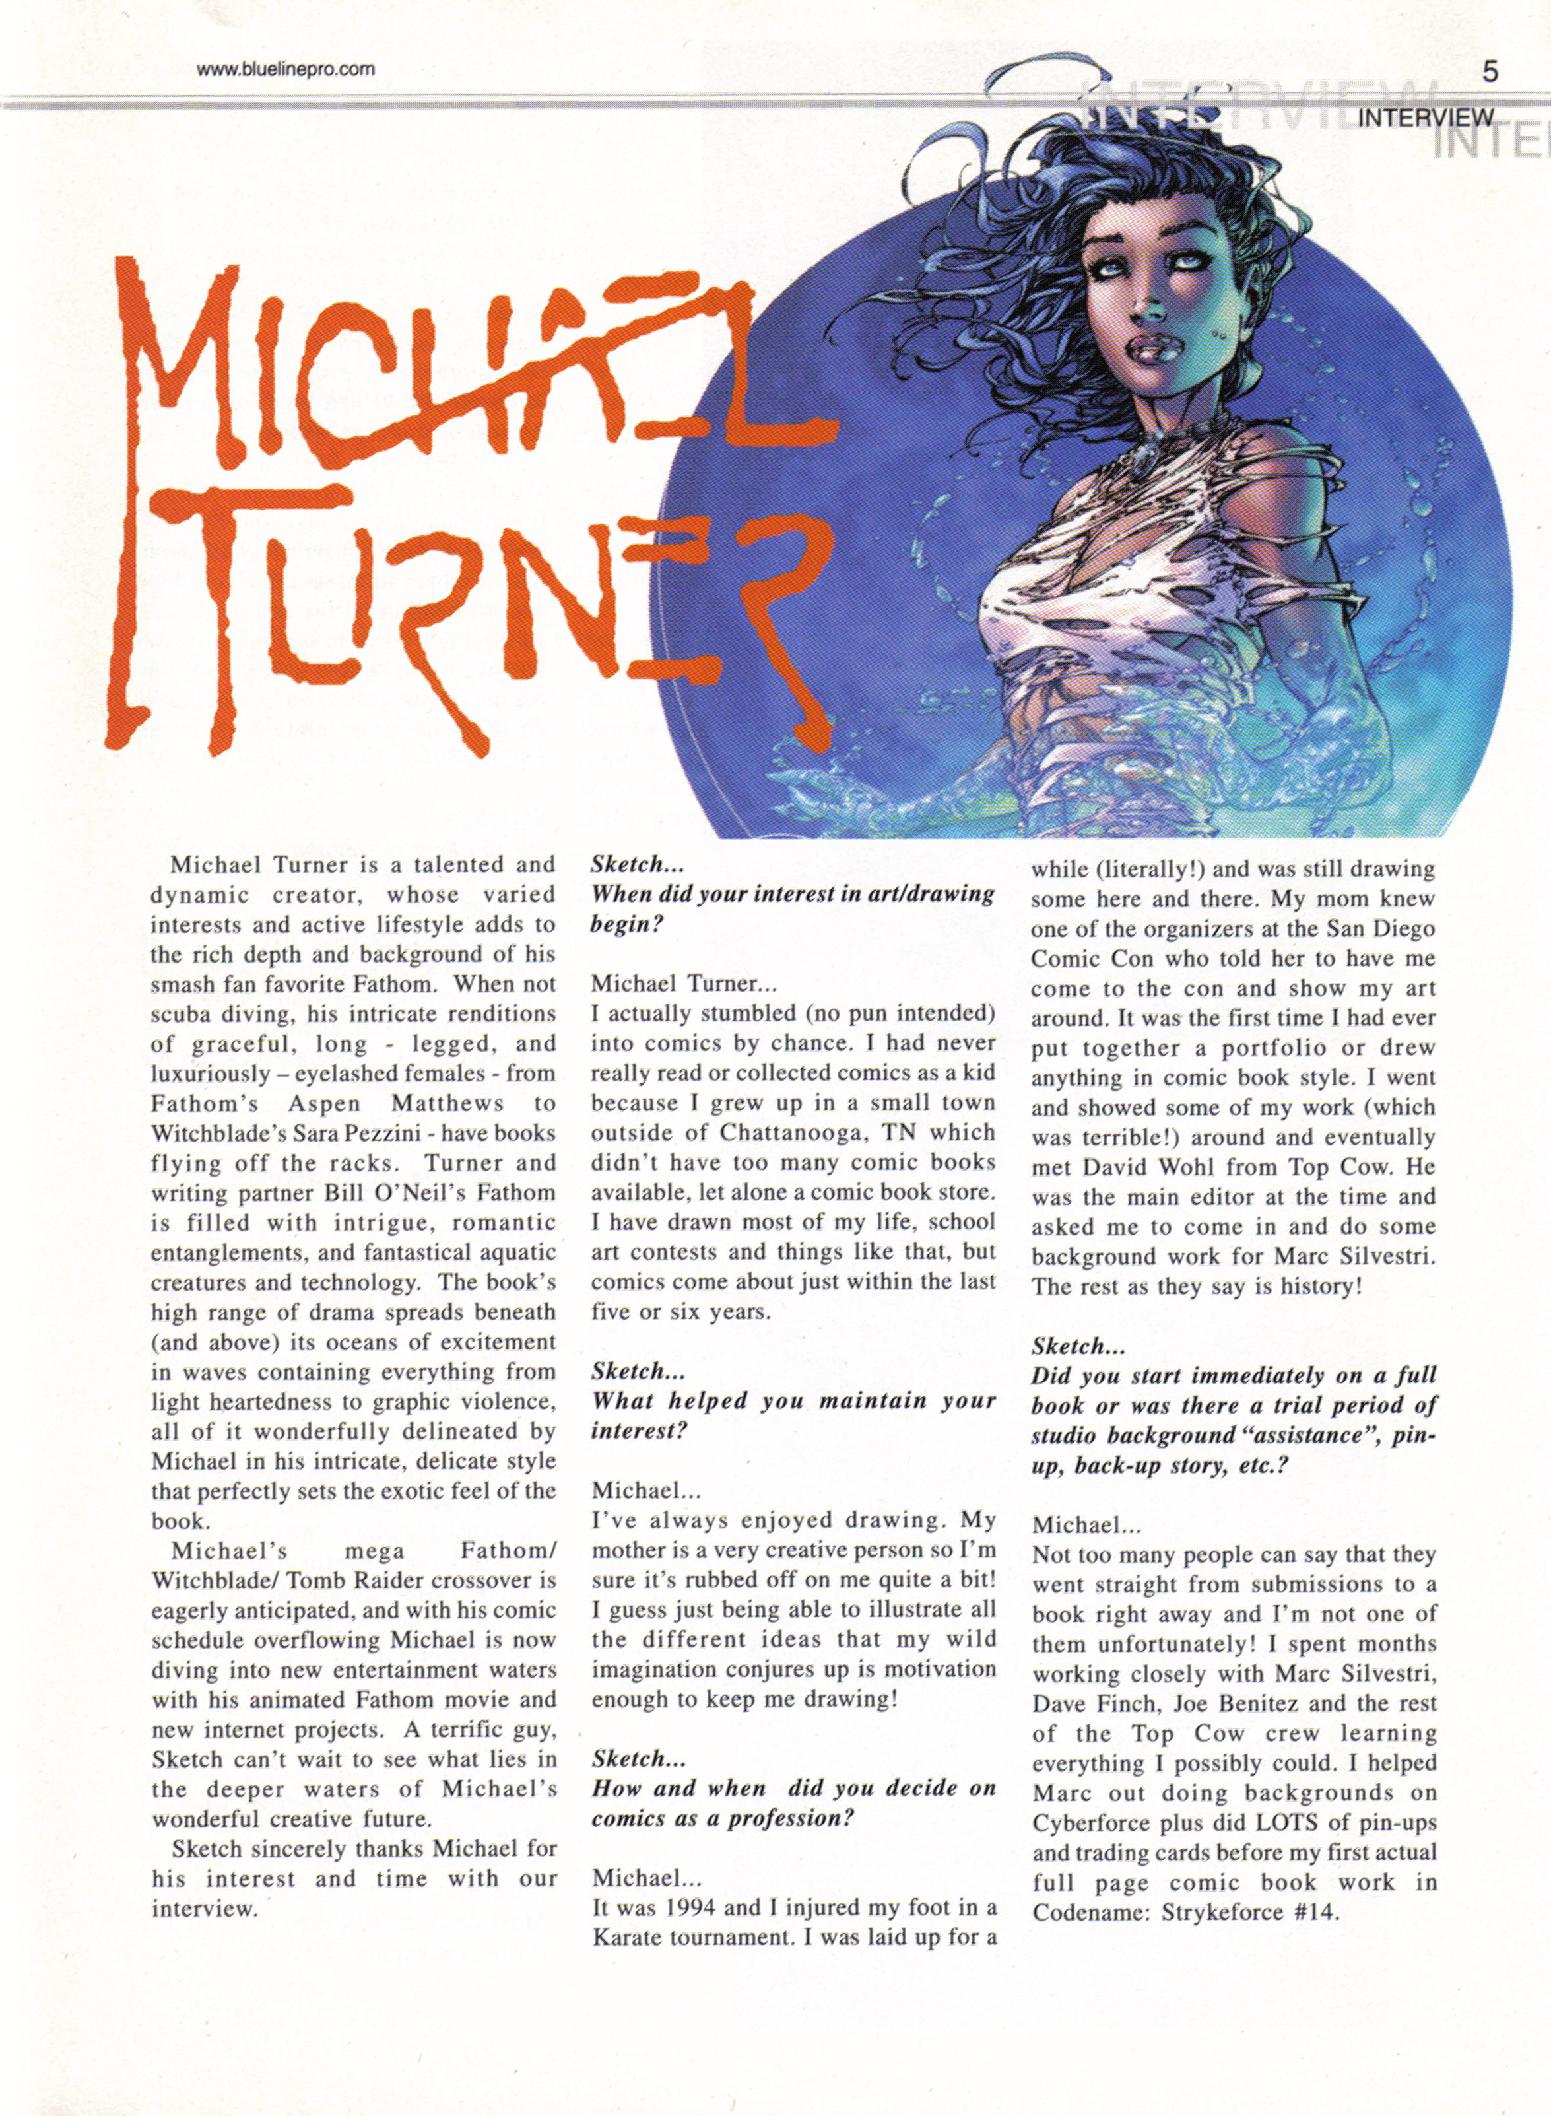 www.bluelinepro.com
5
INTERVIEW
INTERVIEW
INTE
MICHAEL
TURNER
Michael Turner is a talented and
dynamic creator, whose varied
interests and active lifestyle adds to
the rich depth and background of his
smash fan favorite Fathom. When not
scuba diving, his intricate renditions
of graceful, long - legged, and
luxuriously – eyelashed females - from
Fathom's Aspen Matthews to
Witchblade's Sara Pezzini - have books
flying off the racks. Turner and
writing partner Bill O'Neil's Fathom
is filled with intrigue, romantic
entanglements, and fantastical aquatic
creatures and technology. The book's
high range of drama spreads beneath
(and above) its oceans of excitement
in waves containing everything from
light heartedness to graphic violence,
all of it wonderfully delineated by
Michael in his intricate, delicate style
that perfectly sets the exotic feel of the
book.
Michael's mega Fathom/
Witchblade/ Tomb Raider crossover is
eagerly anticipated, and with his comic
schedule overflowing Michael is now
diving into new entertainment waters
with his animated Fathom movie and
new internet projects. A terrific guy,
Sketch can't wait to see what lies in
the deeper waters of Michael's
wonderful creative future.
Sketch sincerely thanks Michael for
his interest and time with our
interview.
Sketch...
When did your interest in art/drawing
begin?
Michael Turner...
I actually stumbled (no pun intended)
into comics by chance. I had never
really read or collected comics as a kid
because I grew up in a small town
outside of Chattanooga, TN which
didn't have too many comic books
available, let alone a comic book store.
I have drawn most of my life, school
art contests and things like that, but
comics come about just within the last
five or six years.
Sketch...
What helped you maintain your
interest?
Michael...
I've always enjoyed drawing. My
mother is a very creative person so I'm
sure it's rubbed off on me quite a bit!
I guess just being able to illustrate all
the different ideas that my wild
imagination conjures up is motivation
enough to keep me drawing!
Sketch...
How and when did you decide on
comics as a profession?
Michael...
It was 1994 and I injured my foot in a
Karate tournament. I was laid up for a
while (literally!) and was still drawing
some here and there. My mom knew
one of the organizers at the San Diego
Comic Con who told her to have me
come to the con and show my art
around. It was the first time I had ever
put together a portfolio or drew
anything in comic book style. I went
and showed some of my work (which
was terrible!) around and eventually
met David Wohl from Top Cow. He
was the main editor at the time and
asked me to come in and do some
background work for Marc Silvestri.
The rest as they say is history!
Sketch...
Did you start immediately on a full
book or was there a trial period of
studio background “assistance”, pin-
up, back-up story, etc.?
Michael...
Not too many people can say that they
went straight from submissions to a
book right away and I'm not one of
them unfortunately! I spent months
working closely with Marc Silvestri,
Dave Finch, Joe Benitez and the rest
of the Top Cow crew learning
everything I possibly could. I helped
Marc out doing backgrounds on
Cyberforce plus did LOTS of pin-ups
and trading cards before my first actual
full page comic book work in
Codename: Strykeforce #14.